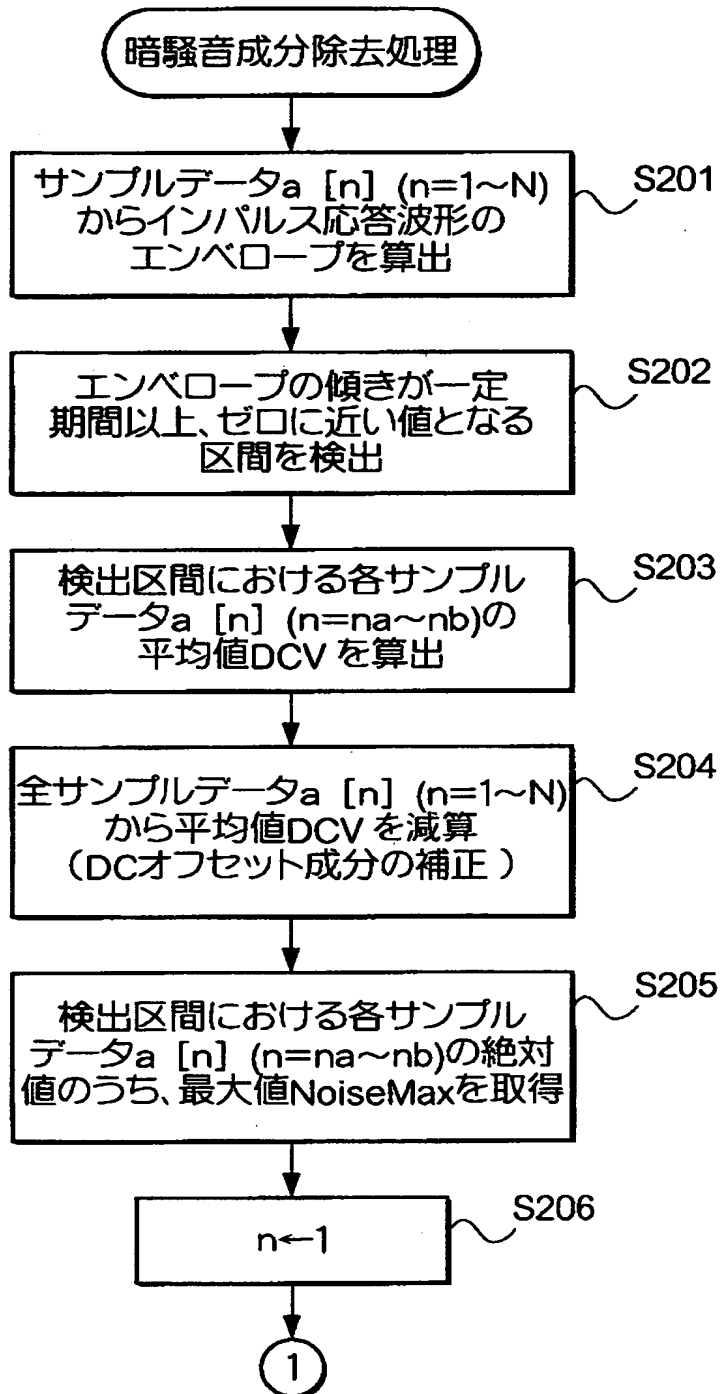 暗騒音成分除去処理
サンプルデータa [n] (n=1~N)
からインパルス応答波形の
エンベロープを算出
S201
エンベロープの傾きが一定
期間以上、ゼロに近い値となる
区間を検出
S202
検出区間における各サンプル
データa [n] (n=na~nb)の
平均値DCVを算出
S203
全サンプルデータa [n] (n=1~N)
から平均値DCVを減算
(DCオフセット成分の補正)
S204
検出区間における各サンプル
データa [n] (n=na~nb)の絶対
値のうち、最大値NoiseMaxを取得
S205
n←1
S206
1